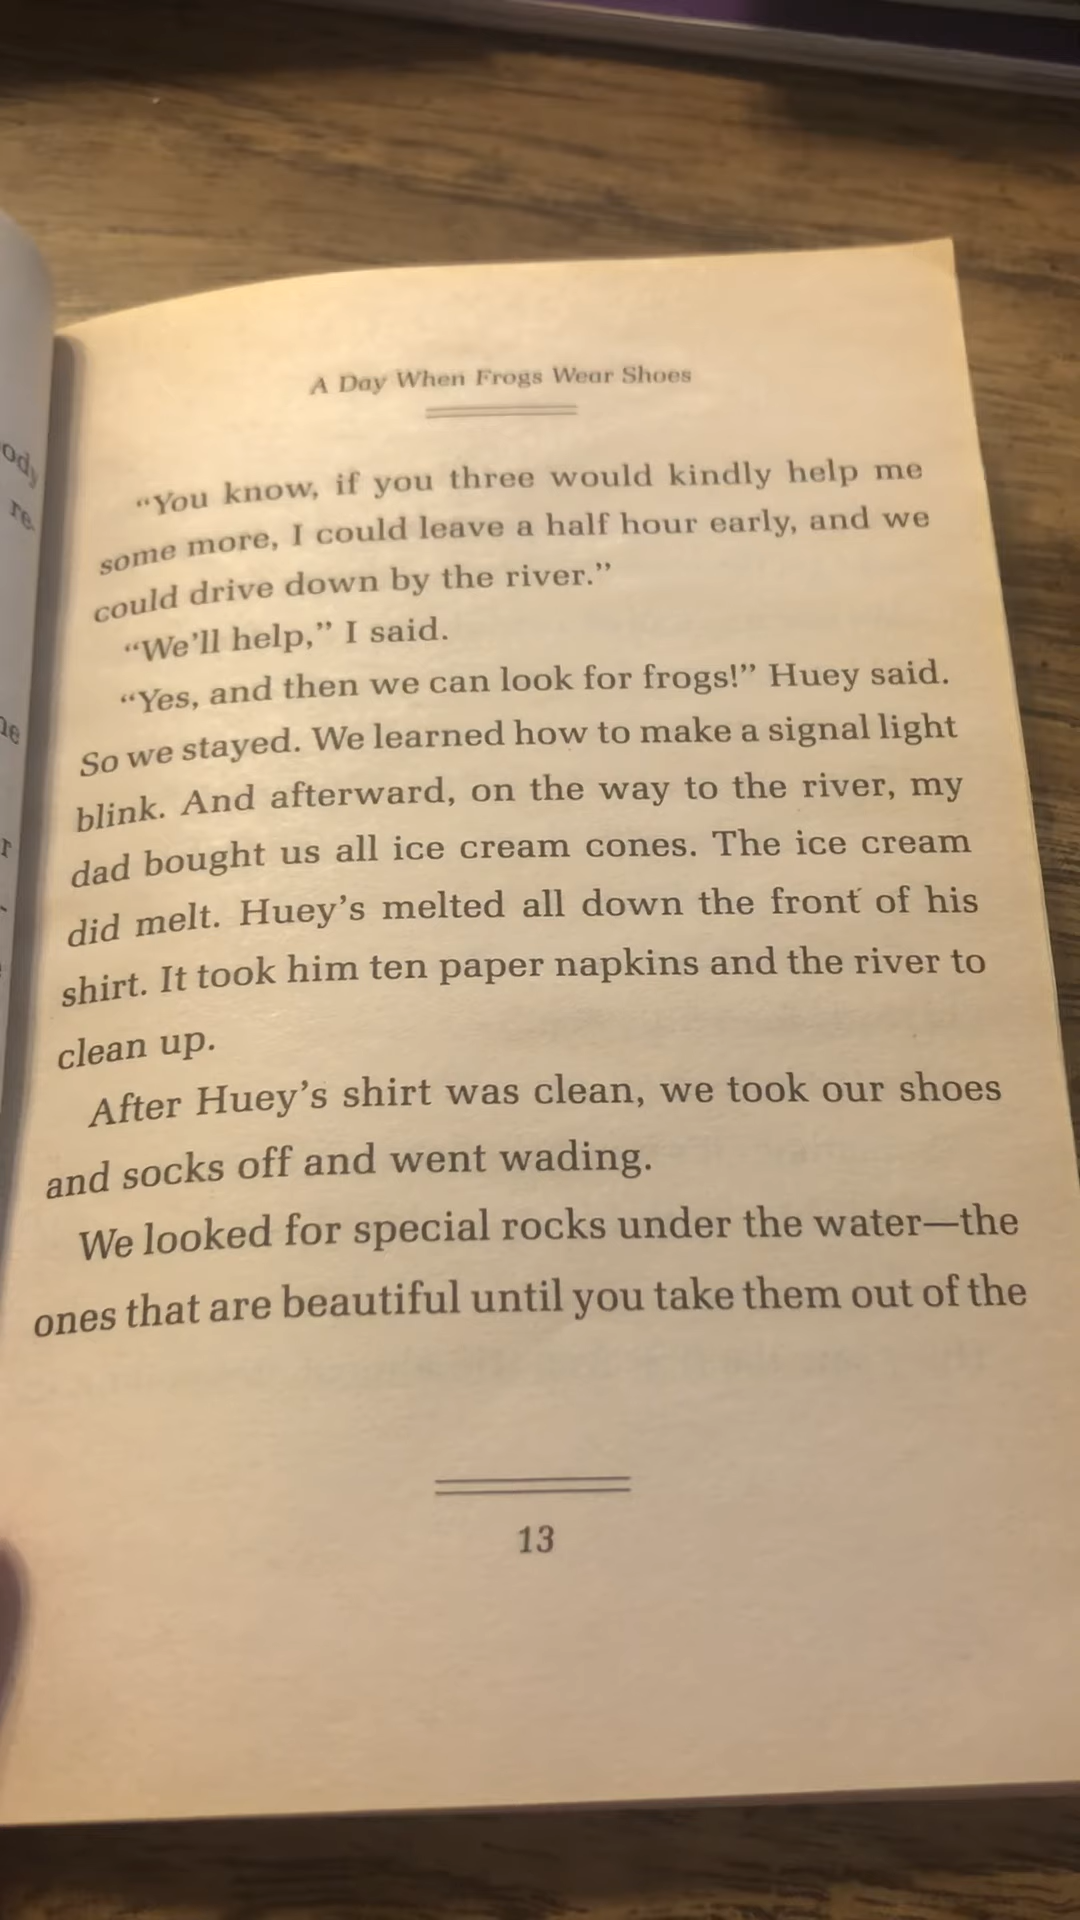 A Day When Frogs Wear Shoes
“You know, if you three would kindly help me
some more, I could leave a half hour early, and we
could drive down by the river.”
“We’ll help,” I said.
“Yes, and then we can look for frogs!” Huey said.
So we stayed. We learned how to make a signal light
blink. And afterward, on the way to the river, my
dad bought us all ice cream cones. The ice cream
did melt. Huey’s melted all down the front of his
shirt. It took him ten paper napkins and the river to
clean up.
After Huey’s shirt was clean, we took our shoes
and socks off and went wading.
We looked for special rocks under the water—the
ones that are beautiful until you take them out of the
13